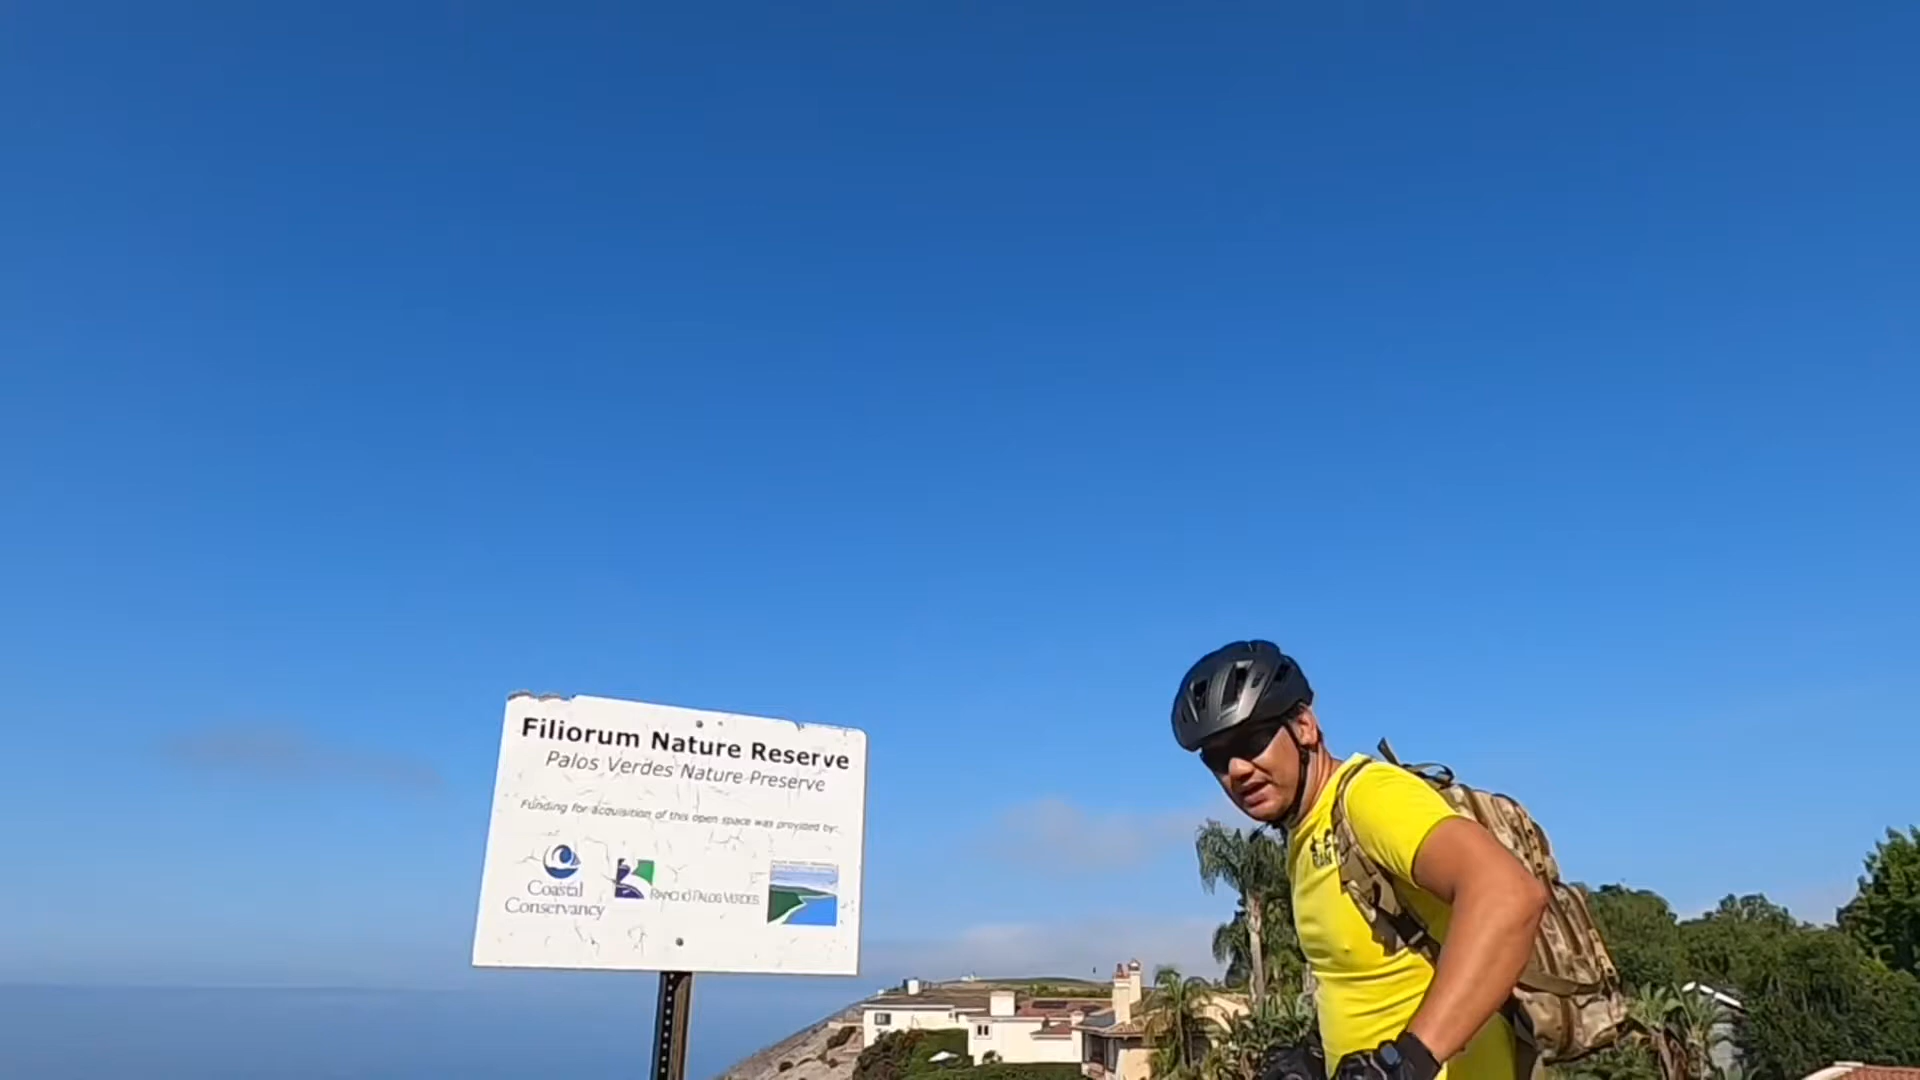 Filiorum Nature Reserve
Palos Verdes Nature Preserve
Funding for acquisition of this open space was provided by:
Coastal
Conservancy
RANCHO PALOS VERDES